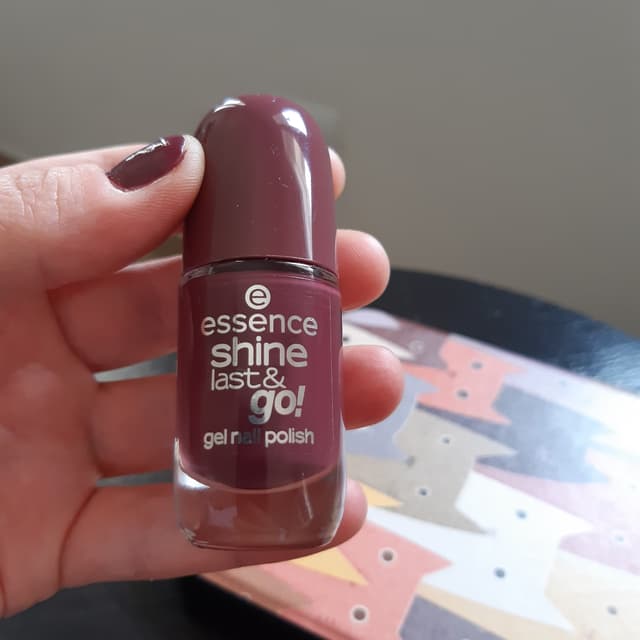 e
essence
shine
last &
go!
gel nail polish